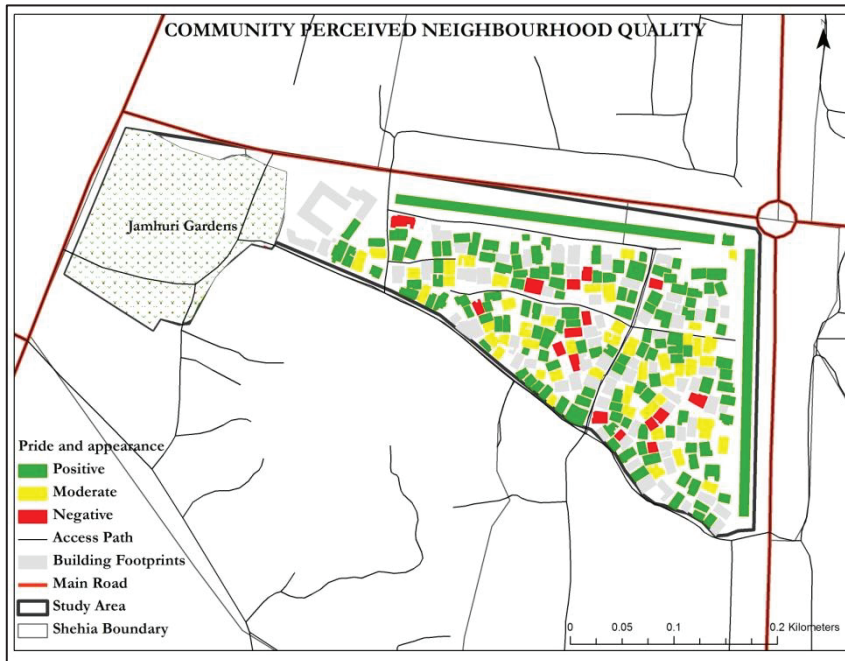 COMMUNITY PERCEIVED NEIGHBOURHOOD QUALITY
Jamhuri Gardens
Pride and appearance
Positive
Moderate
Negative
Access Path
Building Footprints
Main Road
Study Area
Shehia Boundary
0 0.05 0.1 0.2 Kilometers